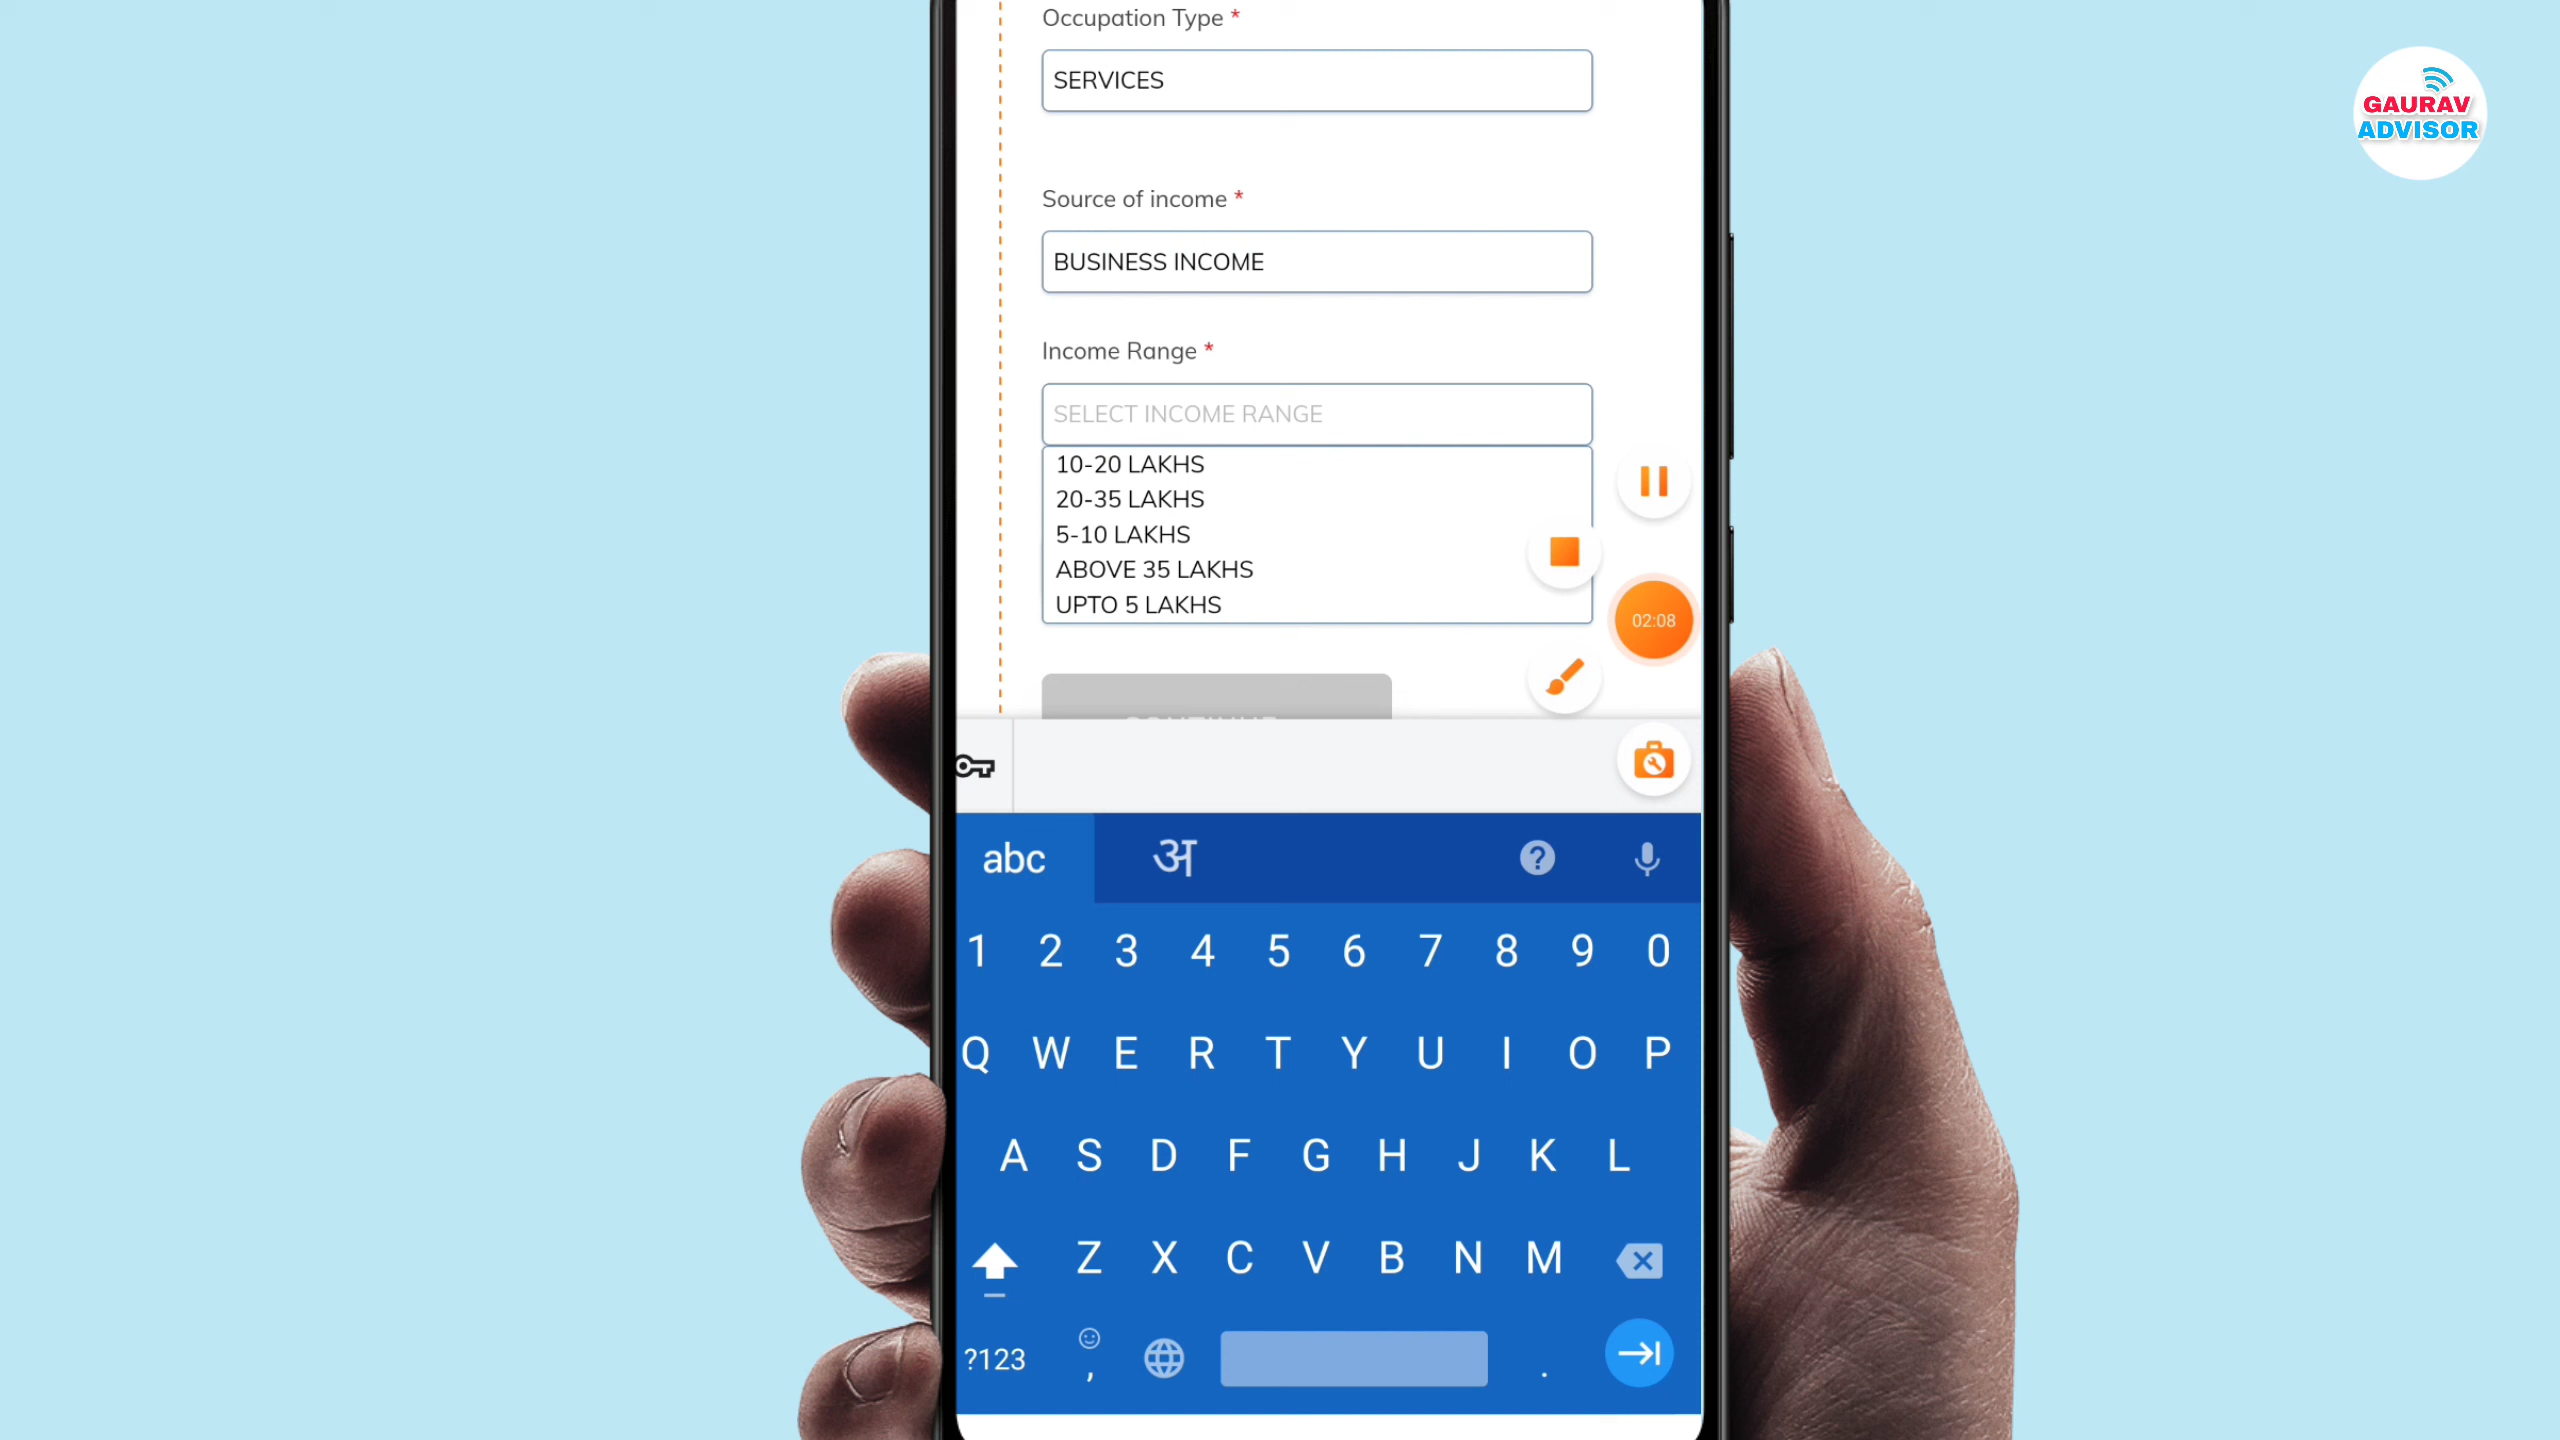 Occupation Type *
SERVICES
GAURAV
ADVISOR
Source of income *
BUSINESS INCOME
Income Range *
SELECT INCOME RANGE
10-20 LAKHS
20-35 LAKHS
5-10 LAKHS
ABOVE 35 LAKHS
UPTO 5 LAKHS
02:08
CONTINUE
abc अ
1 2 3 4 5 6 7 8 9 0
Q W E R T Y U I O P
A S D F G H J K L
Z X C V B N M
?123 , .